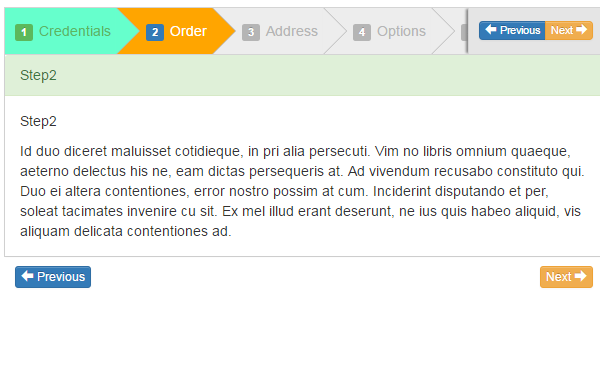 1 Credentials 2 Order 3 Address 4 Options Previous Next
Step2
Step2
Id duo diceret maluisset cotidieque, in pri alia persecuti. Vim no libris omnium quaeque,
aeterno delectus his ne, eam dictas persequeris at. Ad vivendum recusabo constituto qui.
Duo ei altera contentiones, error nostro possim at cum. Inciderint disputando et per,
soleat tacimates invenire cu sit. Ex mel illud erant deserunt, ne ius quis habeo aliquid, vis
aliquam delicata contentiones ad.
Previous Next